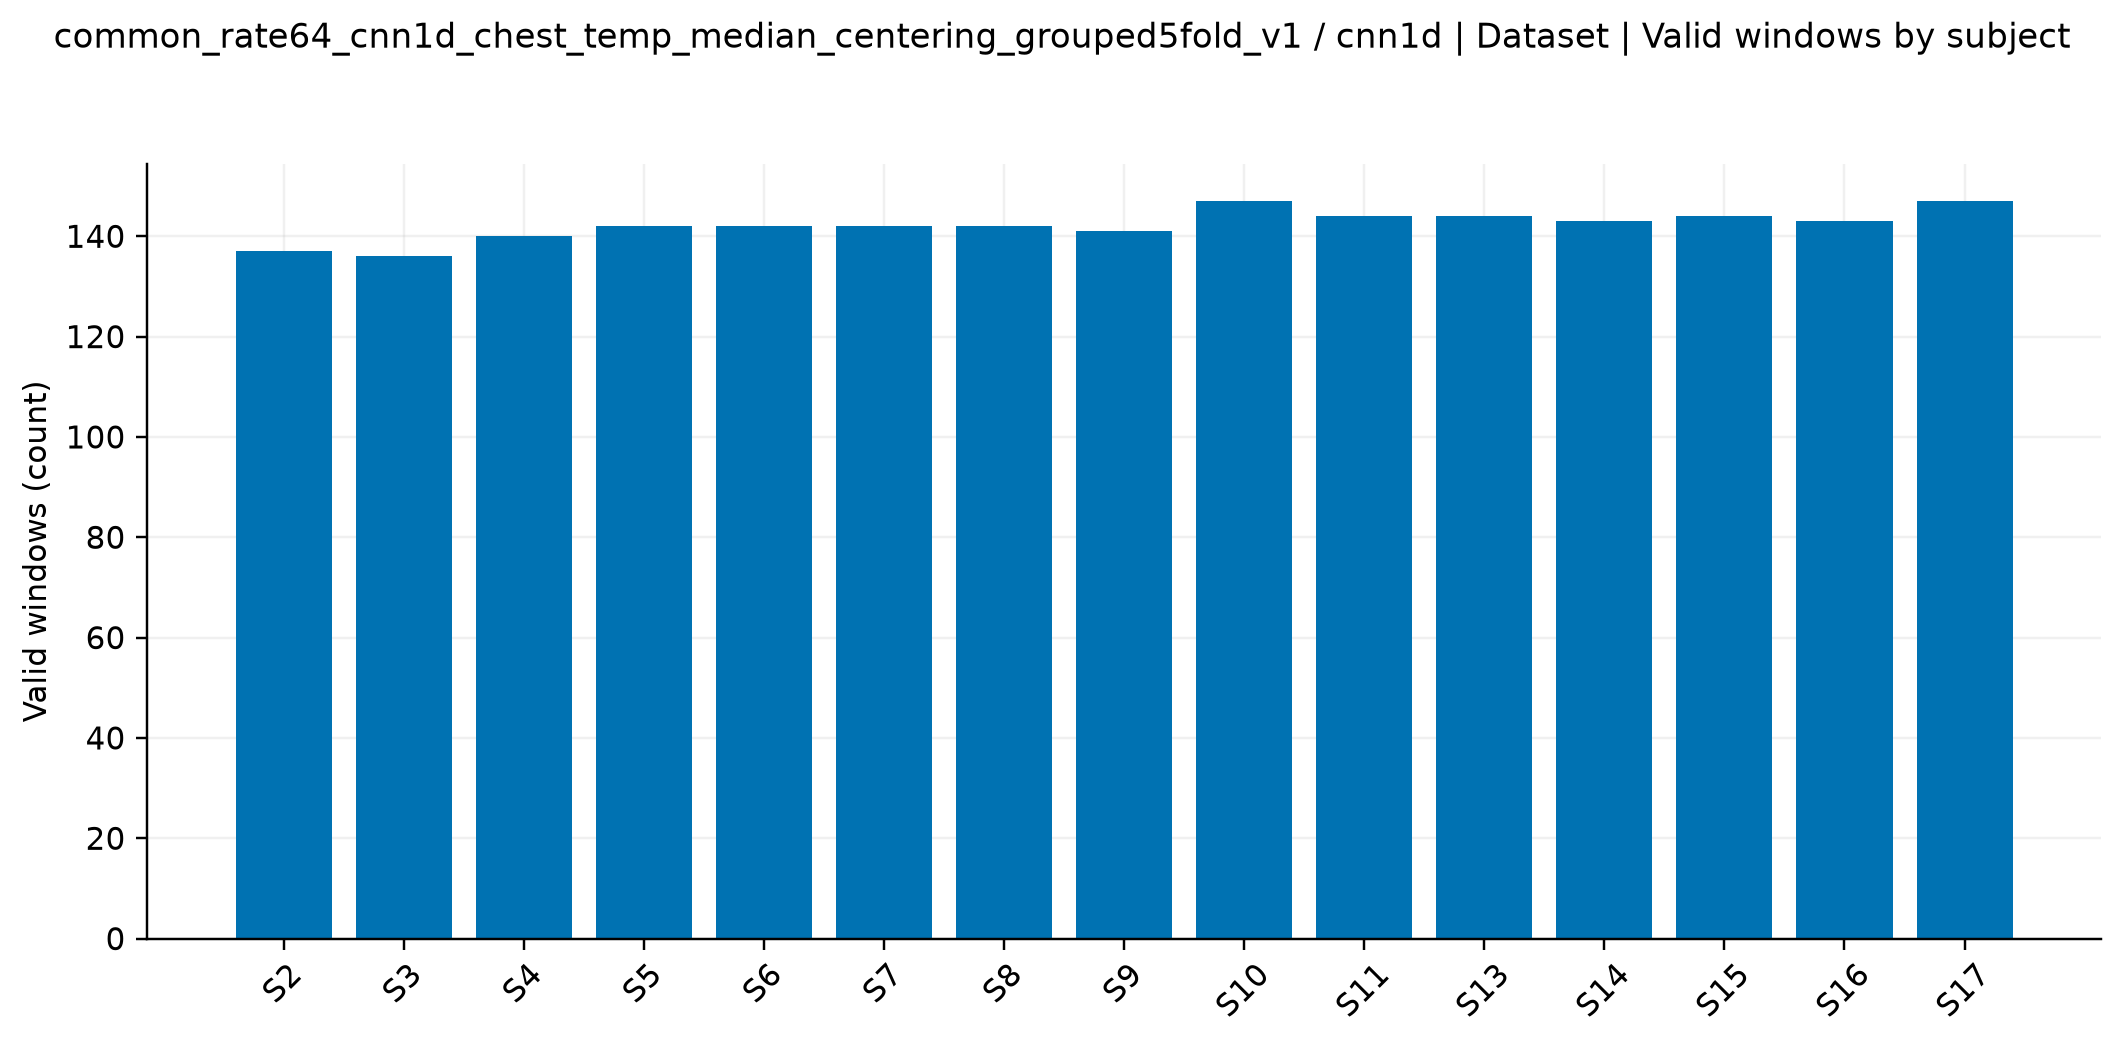 common_rate64_cnn1d_chest_temp_median_centering_grouped5fold_v1 / cnn1d | Dataset | Valid windows by subject
Valid windows (count)
140
120
100
80
60
40
20
0
S2 S3 S4 S5 S6 S7 S8 S9 S10 S11 S13 S14 S15 S16 S17